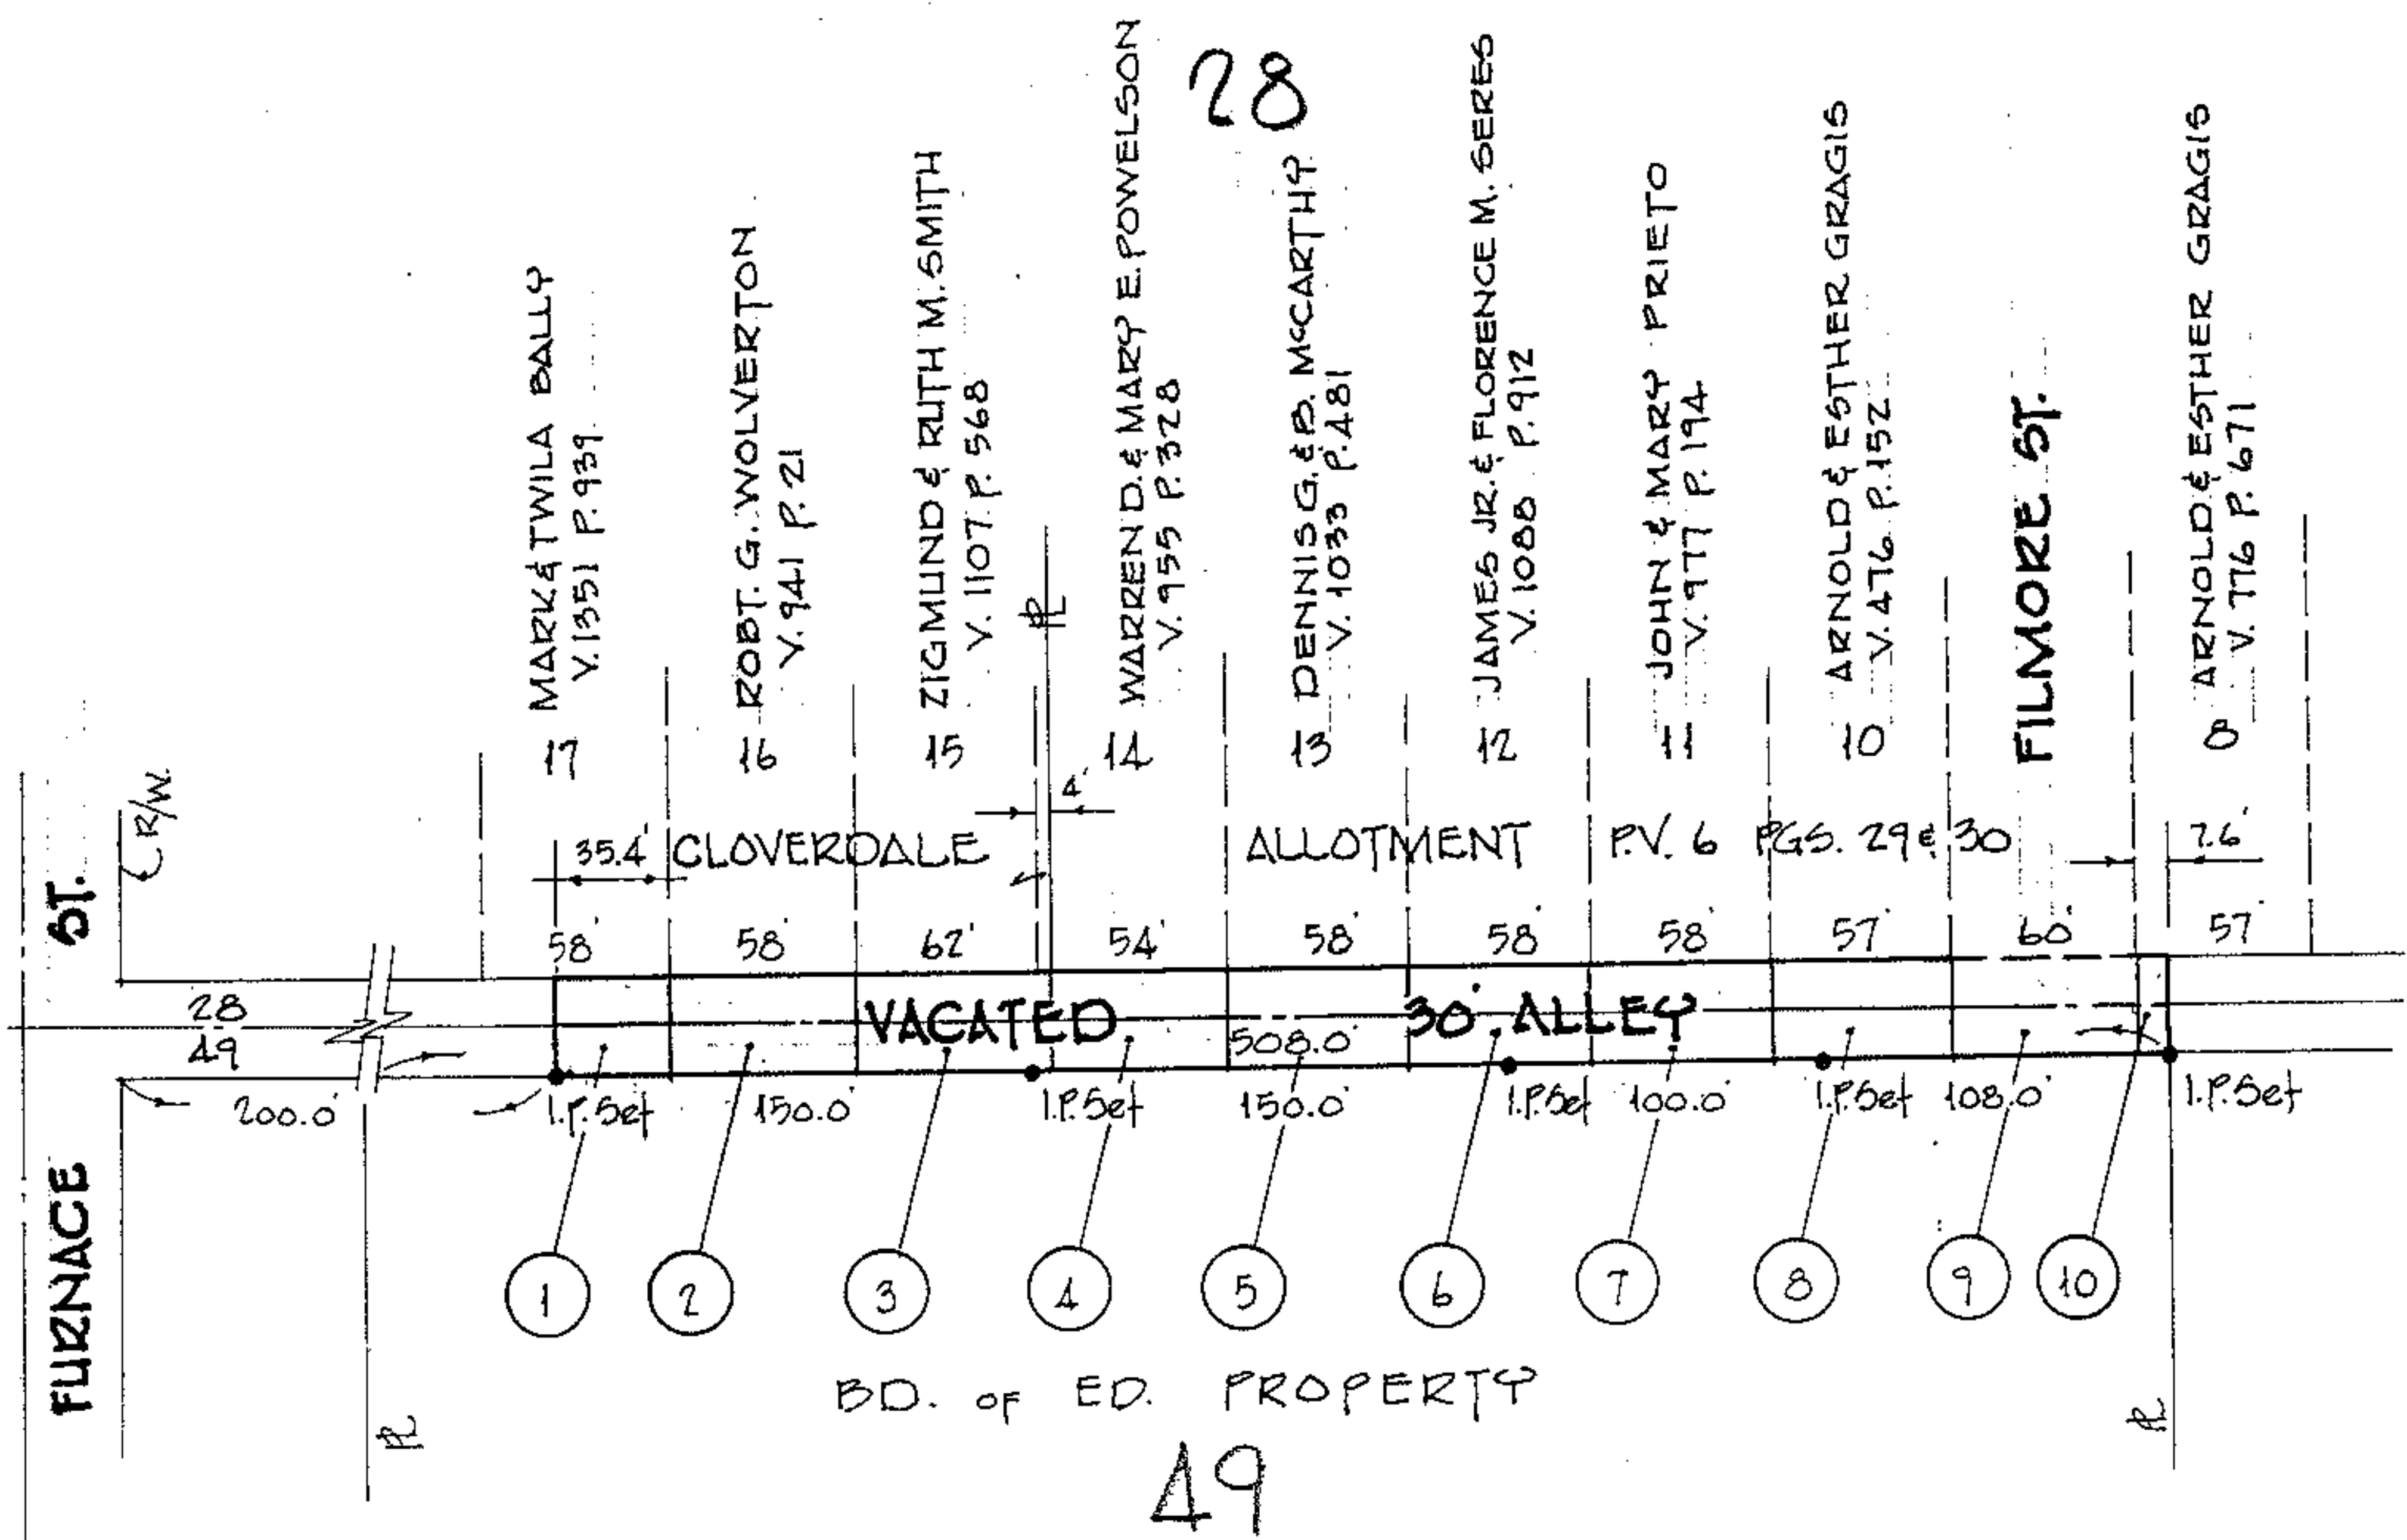 28
17 MARK & TWILA BALLY
V. 1351 P. 939
16 ROBT. G. WOLVERTON
V. 941 P. 21
15 ZIGMUND & RUTH M. SMITH
V. 1107 P. 568
PL
14 WARREN D. & MARY E. POWELSON
V. 955 P. 328
13 DENNIS G. & B. McCARTHY
V. 1033 P. 481
12 JAMES JR. & FLORENCE M. SERES
V. 1088 P. 912
11 JOHN & MARY PRIETO
V. 977 P. 194
10 ARNOLD & ESTHER GRAGIS
V. 476 P. 152
FILMORE ST.
8 ARNOLD & ESTHER GRAGIS
V. 776 P. 671
FURNACE ST.
R/W.
4'
35.4' CLOVERDALE ALLOTMENT P.V. 6 PGS. 29 & 30 7.6'
58' 58' 62' 54' 58' 58' 58' 57' 60' 57'
28
49
VACATED 30' ALLEY
508.0'
200.0' I.P. Set 150.0' I.P. Set 150.0' I.P. Set 100.0' I.P. Set 108.0' I.P. Set
1 2 3 4 5 6 7 8 9 10
BD. OF ED. PROPERTY
PL PL
49